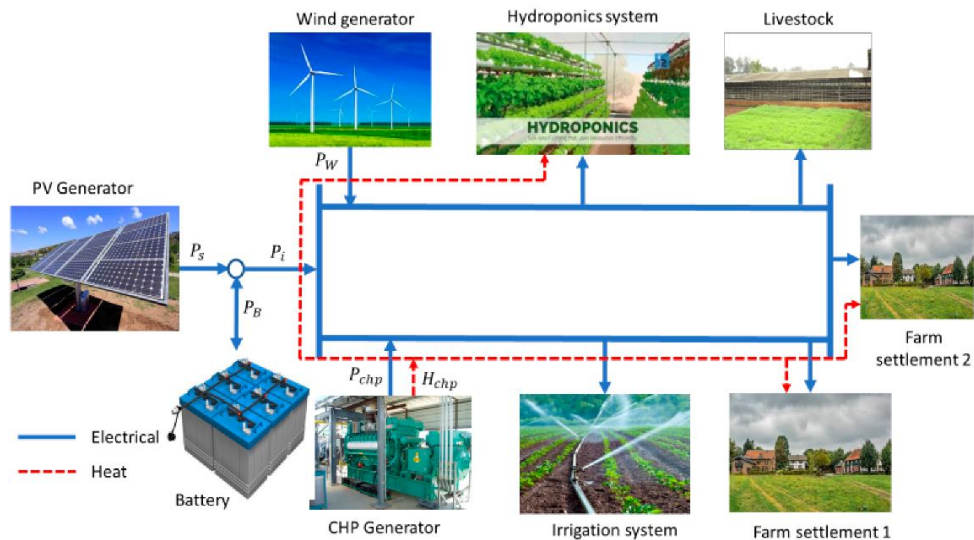 Wind generator
Hydroponics system
Livestock
HYDROPONICS
P_W
PV Generator
P_s
P_i
P_B
Farm
settlement 2
P_chp
H_chp
Electrical
Heat
Battery
CHP Generator
Irrigation system
Farm settlement 1